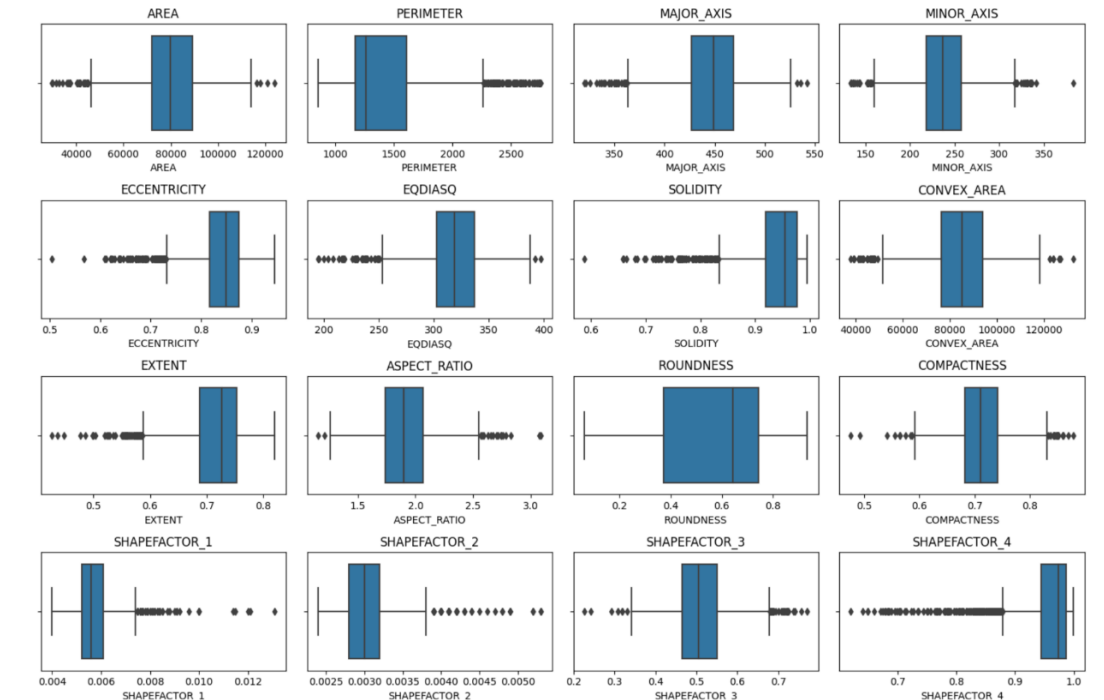 AREA PERIMETER MAJOR_AXIS MINOR_AXIS
40000 60000 80000 100000 120000 1000 1500 2000 2500 350 400 450 500 550 150 200 250 300 350
AREA PERIMETER MAJOR_AXIS MINOR_AXIS
ECCENTRICITY EQDIASQ SOLIDITY CONVEX_AREA
0.5 0.6 0.7 0.8 0.9 200 250 300 350 400 0.6 0.7 0.8 0.9 1.0 40000 60000 80000 100000 120000
ECCENTRICITY EQDIASQ SOLIDITY CONVEX_AREA
EXTENT ASPECT_RATIO ROUNDNESS COMPACTNESS
0.5 0.6 0.7 0.8 1.5 2.0 2.5 3.0 0.2 0.4 0.6 0.8 0.5 0.6 0.7 0.8
EXTENT ASPECT_RATIO ROUNDNESS COMPACTNESS
SHAPEFACTOR_1 SHAPEFACTOR_2 SHAPEFACTOR_3 SHAPEFACTOR_4
0.004 0.006 0.008 0.010 0.012 0.0025 0.0030 0.0035 0.0040 0.0045 0.0050 0.2 0.3 0.4 0.5 0.6 0.7 0.7 0.8 0.9 1.0
SHAPEFACTOR_1 SHAPEFACTOR_2 SHAPEFACTOR_3 SHAPEFACTOR_4